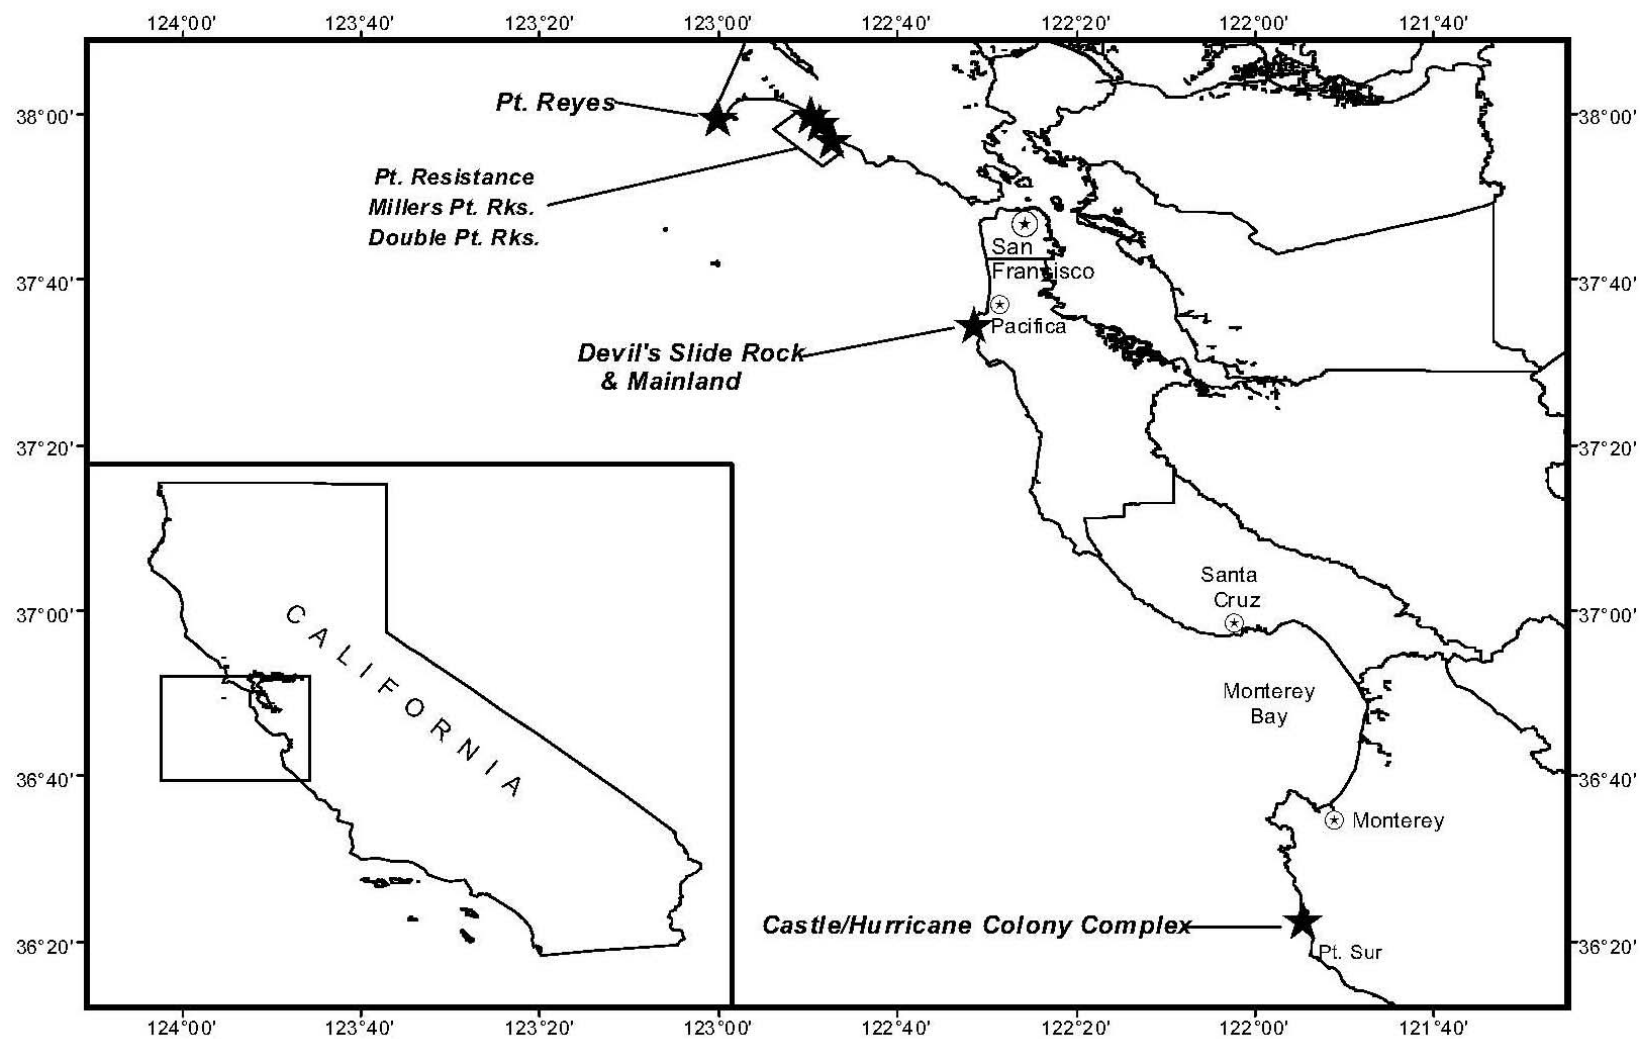 124°00' 123°40' 123°20' 123°00' 122°40' 122°20' 122°00' 121°40'
Pt. Reyes
38°00' 38°00'
Pt. Resistance
Millers Pt. Rks.
Double Pt. Rks.
San
Francisco
37°40' 37°40'
Pacifica
Devil's Slide Rock
& Mainland
37°20' 37°20'
Santa
Cruz
37°00' 37°00'
CALIFORNIA
Monterey
Bay
36°40' 36°40'
Monterey
Castle/Hurricane Colony Complex
36°20' 36°20'
Pt. Sur
124°00' 123°40' 123°20' 123°00' 122°40' 122°20' 122°00' 121°40'